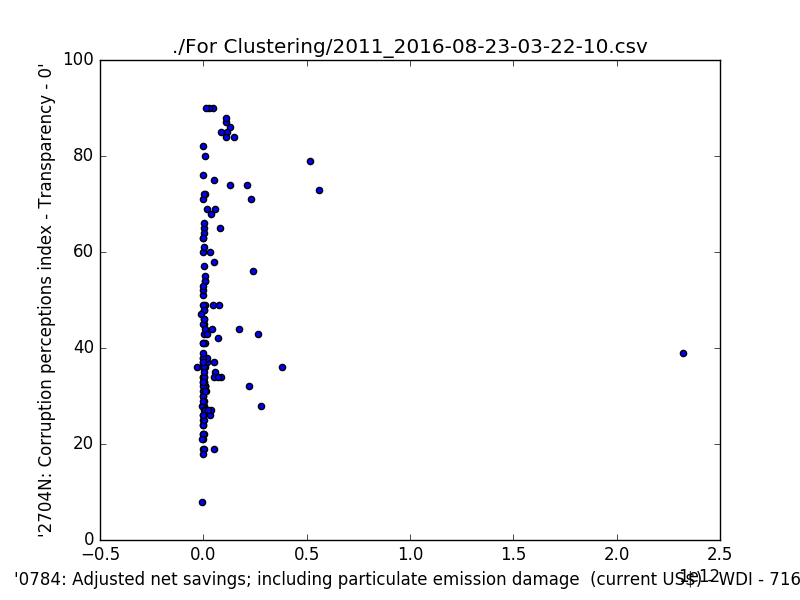 ./For Clustering/2011_2016-08-23-03-22-10.csv
'2704N: Corruption perceptions index - Transparency - 0'
100
80
60
40
20
0
−0.5 0.0 0.5 1.0 1.5 2.0 2.5
1e12
'0784: Adjusted net savings; including particulate emission damage (current US$) - WDI - 716